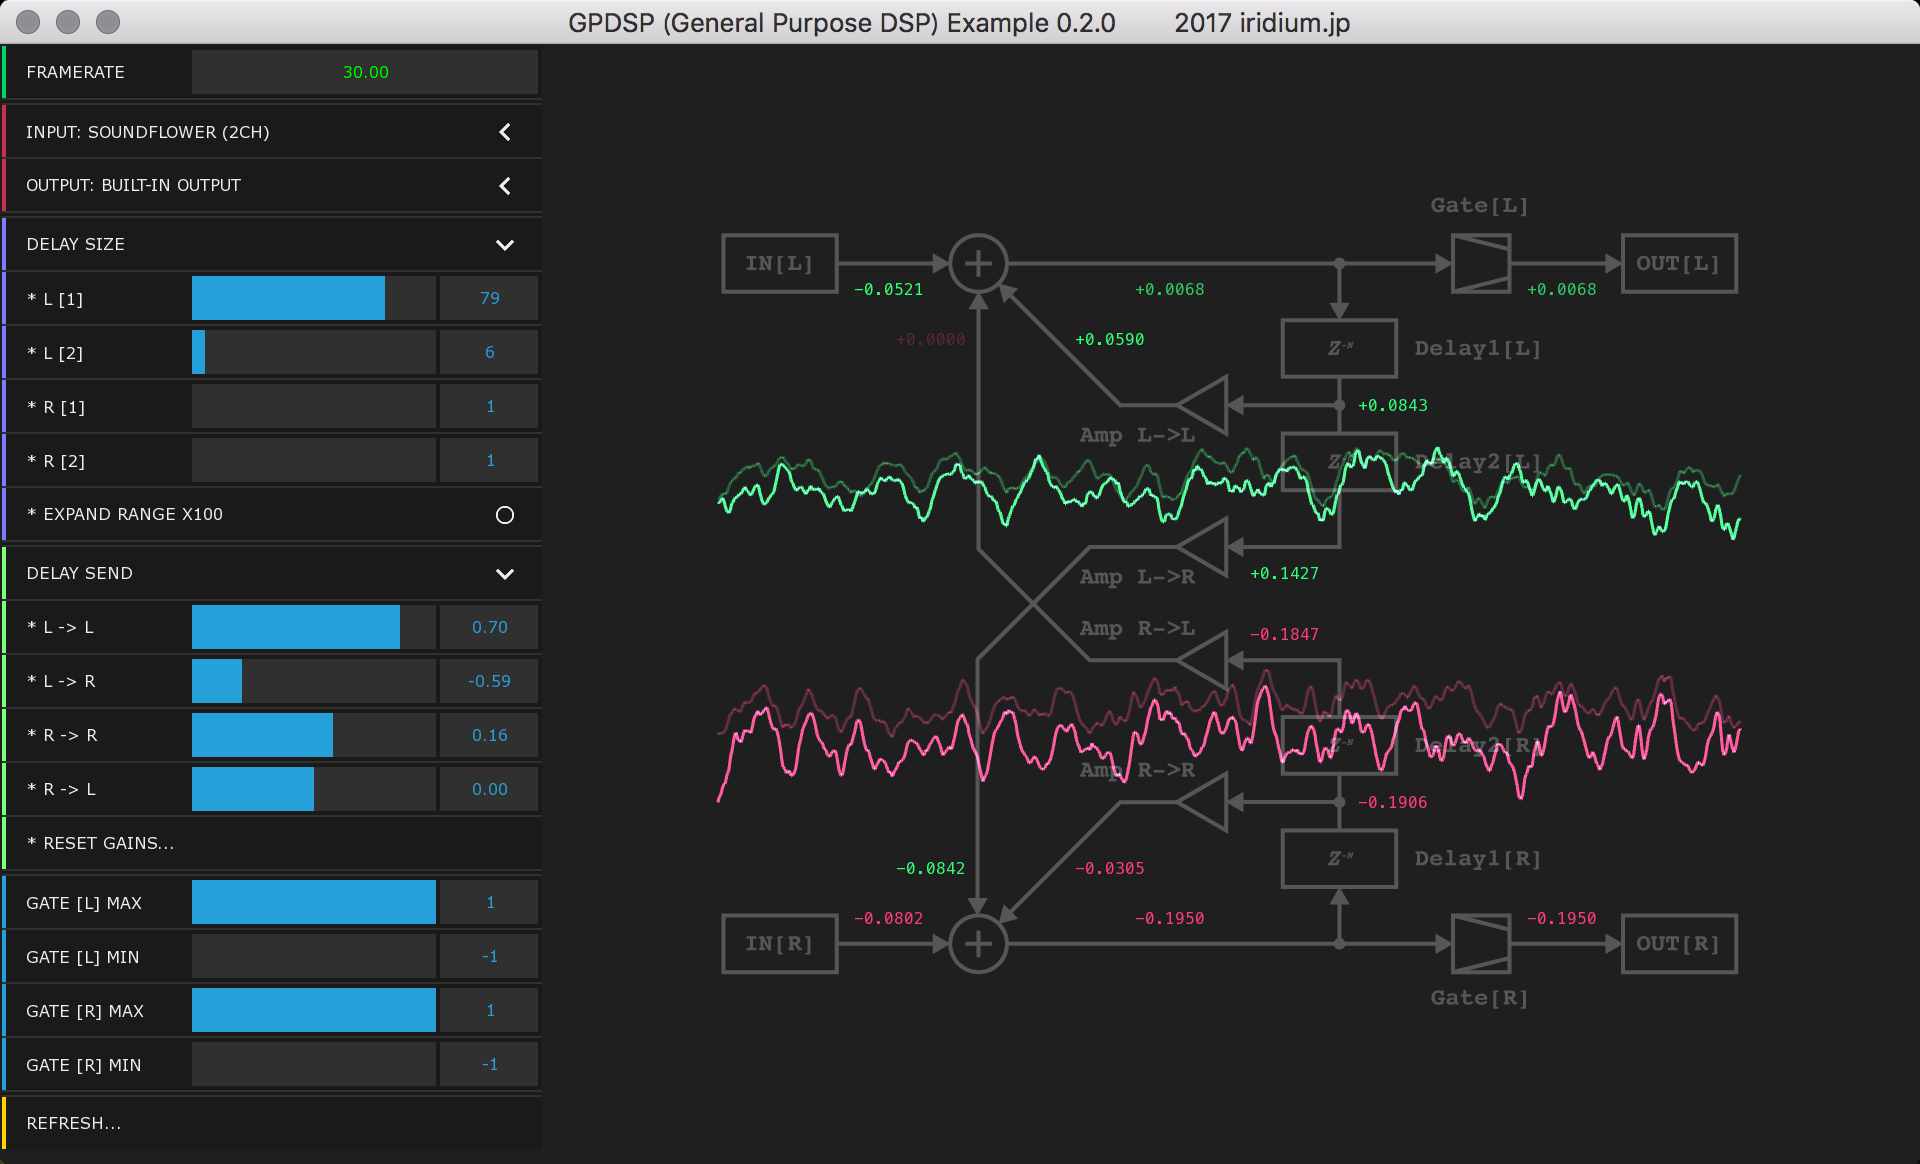 GPDSP (General Purpose DSP) Example 0.2.0 2017 iridium.jp
FRAMERATE 30.00
INPUT: SOUNDFLOWER (2CH)
OUTPUT: BUILT-IN OUTPUT
DELAY SIZE
* L [1] 79
* L [2] 6
* R [1] 1
* R [2] 1
* EXPAND RANGE X100
DELAY SEND
* L -> L 0.70
* L -> R -0.59
* R -> R 0.16
* R -> L 0.00
* RESET GAINS...
GATE [L] MAX 1
GATE [L] MIN -1
GATE [R] MAX 1
GATE [R] MIN -1
REFRESH...
Gate[L]
IN[L] + OUT[L]
-0.0521 +0.0068 +0.0068
+0.0000 +0.0590
Z-N Delay1[L]
+0.0843
Amp L->L
Delay2[L]
Amp L->R +0.1427
Amp R->L -0.1847
Z-N Delay2[R]
Amp R->R
-0.1906
Z-N Delay1[R]
-0.0842 -0.0305
-0.0802 -0.1950 -0.1950
IN[R] + OUT[R]
Gate[R]